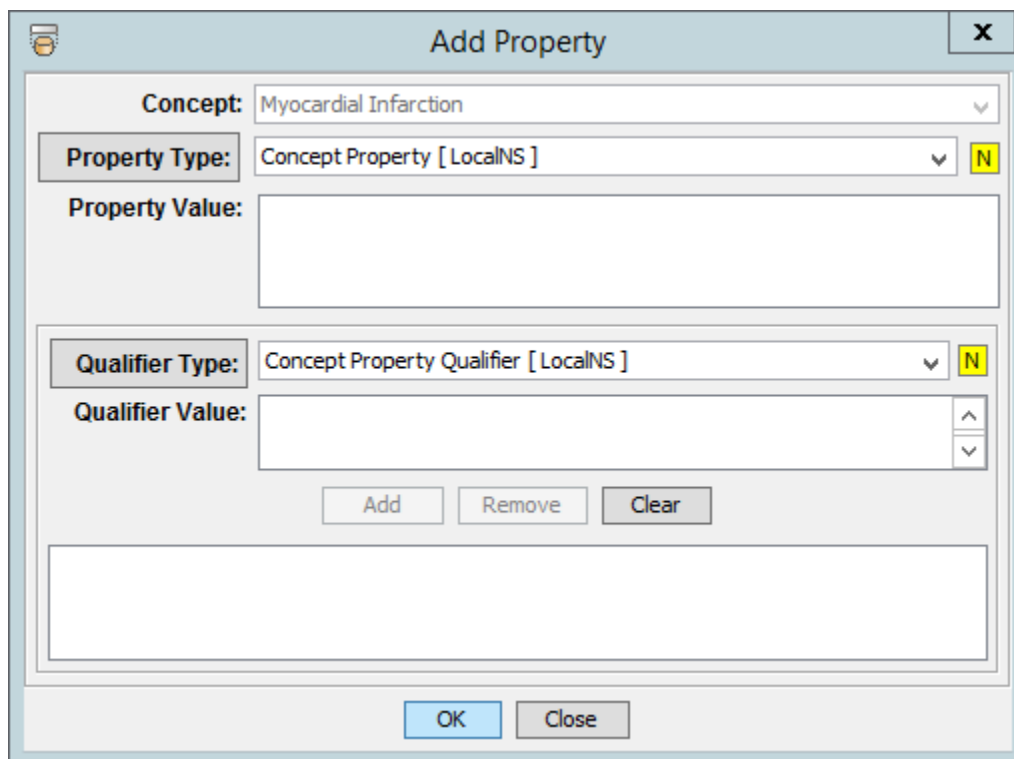 Add Property
x
Concept: Myocardial Infarction
Property Type: Concept Property [ LocalNS ] N
Property Value:
Qualifier Type: Concept Property Qualifier [ LocalNS ] N
Qualifier Value:
Add Remove Clear
OK Close